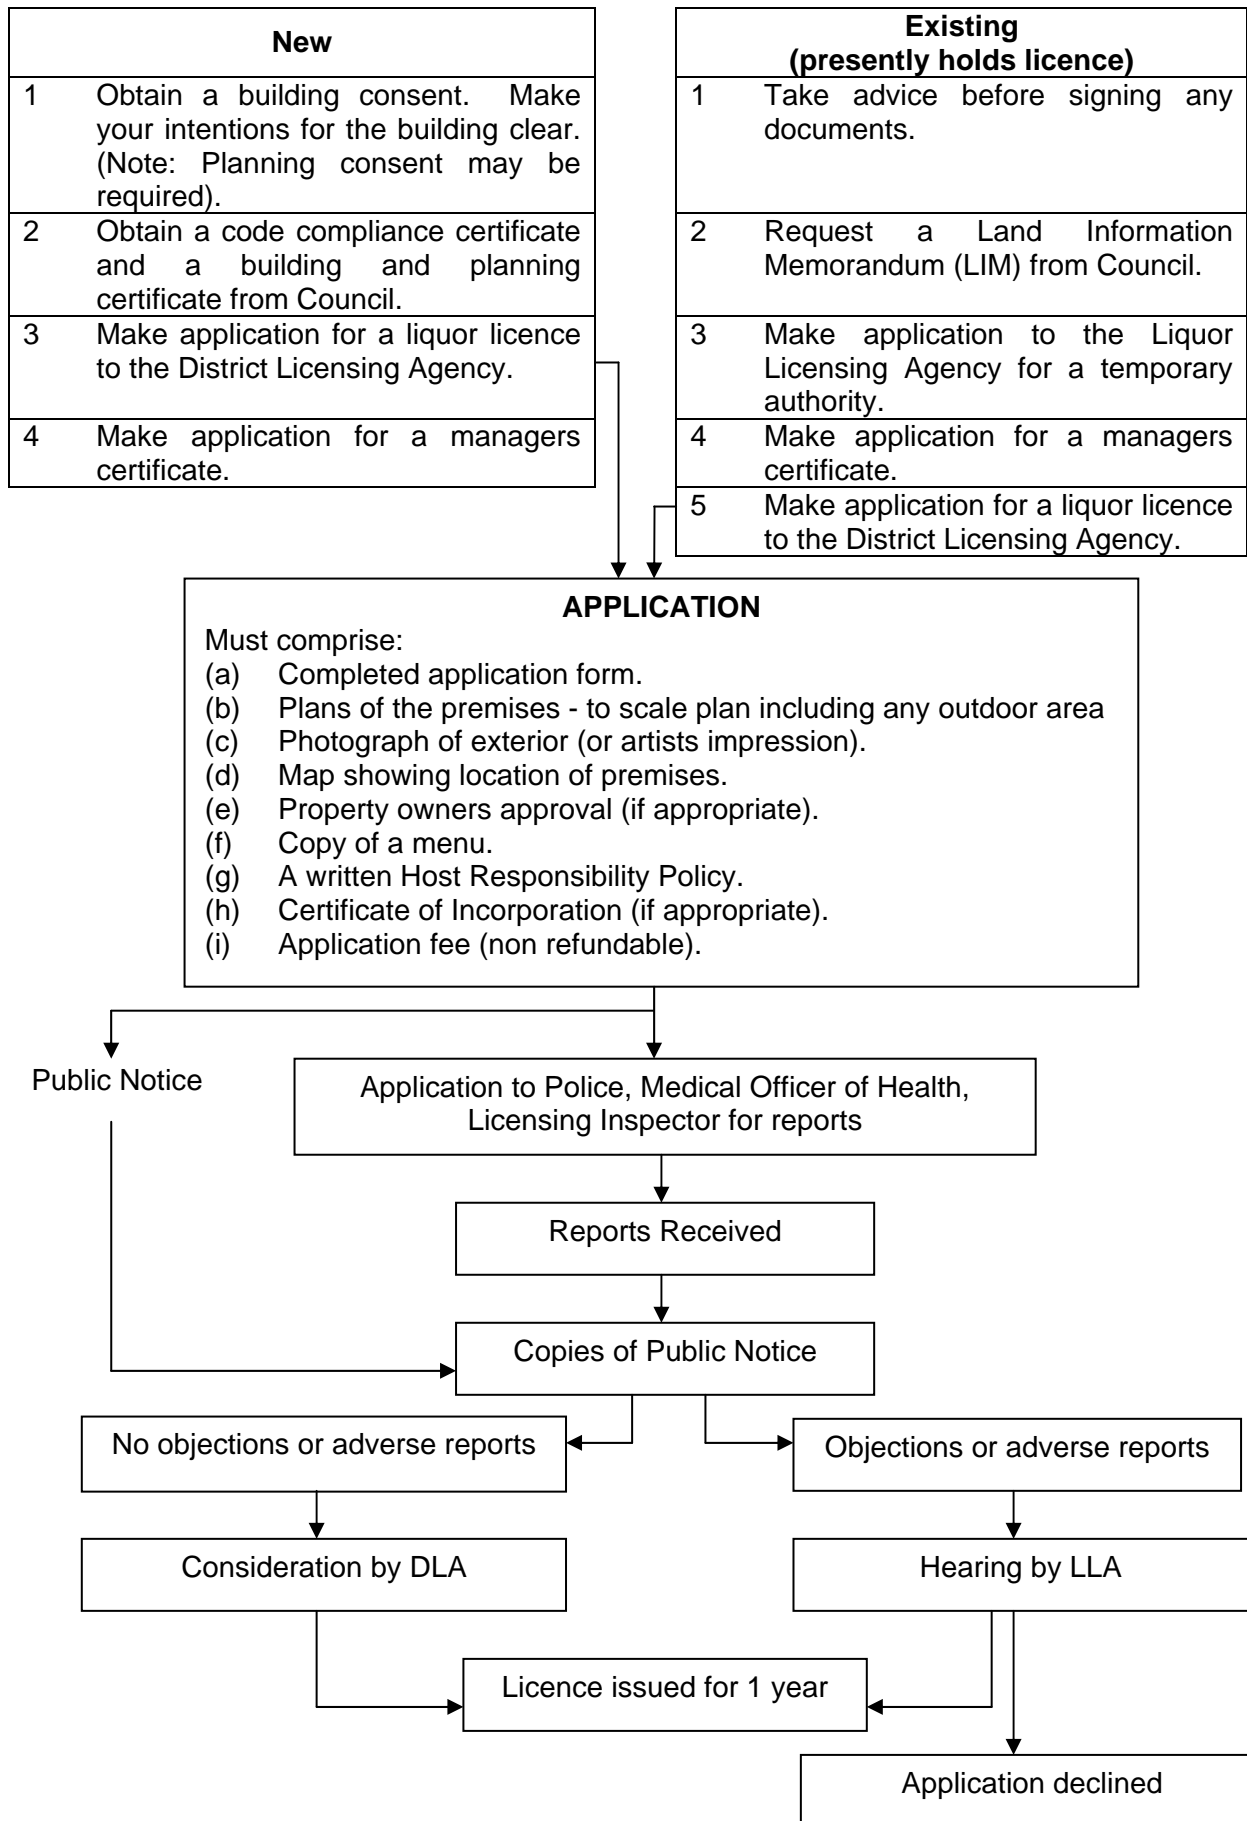 New
1 Obtain a building consent. Make
your intentions for the building clear.
(Note: Planning consent may be
required).
2 Obtain a code compliance certificate
and a building and planning
certificate from Council.
3 Make application for a liquor licence
to the District Licensing Agency.
4 Make application for a managers
certificate.
Existing
(presently holds licence)
1 Take advice before signing any
documents.
2 Request a Land Information
Memorandum (LIM) from Council.
3 Make application to the Liquor
Licensing Agency for a temporary
authority.
4 Make application for a managers
certificate.
5 Make application for a liquor licence
to the District Licensing Agency.
APPLICATION
Must comprise:
(a) Completed application form.
(b) Plans of the premises - to scale plan including any outdoor area
(c) Photograph of exterior (or artists impression).
(d) Map showing location of premises.
(e) Property owners approval (if appropriate).
(f) Copy of a menu.
(g) A written Host Responsibility Policy.
(h) Certificate of Incorporation (if appropriate).
(i) Application fee (non refundable).
Public Notice
Application to Police, Medical Officer of Health,
Licensing Inspector for reports
Reports Received
Copies of Public Notice
No objections or adverse reports
Objections or adverse reports
Consideration by DLA
Hearing by LLA
Licence issued for 1 year
Application declined